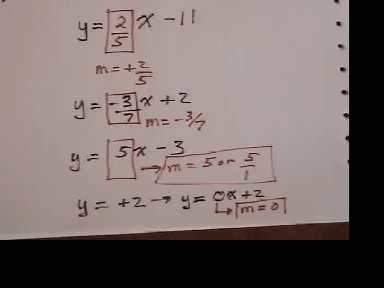 y = 2/5 x - 11
m = + 2/5
y = -3/7 x + 2
m = - 3/7
y = 5x - 3
→ m = 5 or 5/1
y = +2 → y = 0x + 2
↳ m = 0